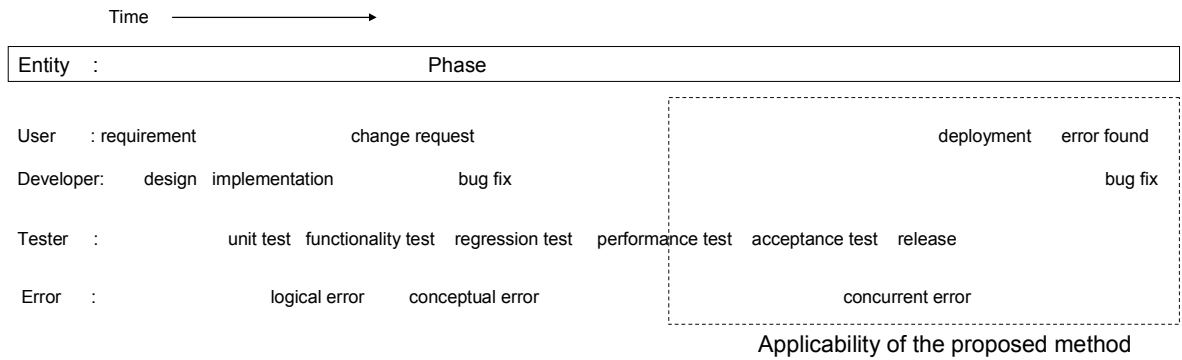 Time
Entity : Phase
User : requirement change request deployment error found
Developer: design implementation bug fix bug fix
Tester : unit test functionality test regression test performance test acceptance test release
Error : logical error conceptual error concurrent error
Applicability of the proposed method